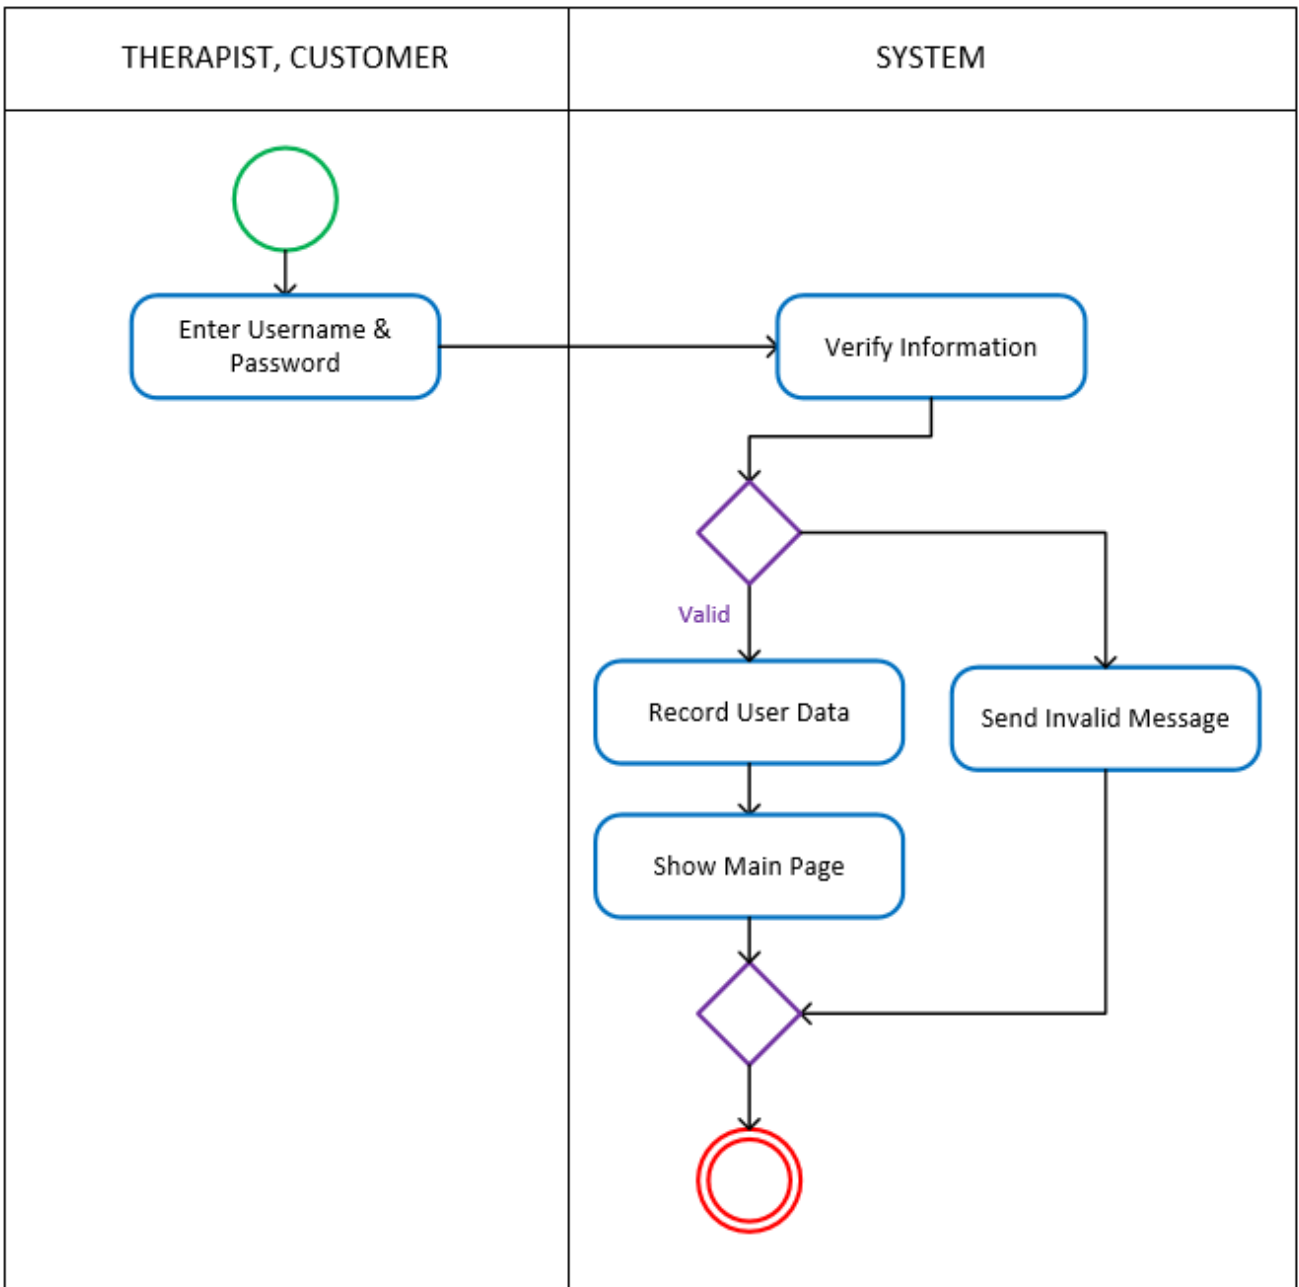 THERAPIST, CUSTOMER
SYSTEM
Enter Username &
Password
Verify Information
Valid
Record User Data
Send Invalid Message
Show Main Page